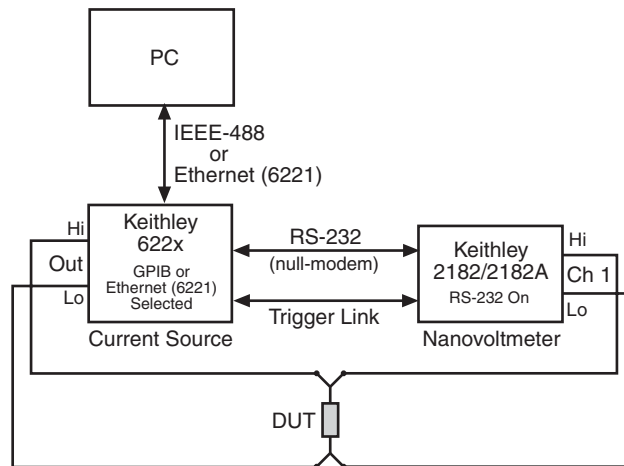 PC
IEEE-488
or
Ethernet (6221)
Hi
Out
Lo
Keithley
622x
GPIB or
Ethernet (6221)
Selected
Current Source
RS-232
(null-modem)
Trigger Link
Keithley
2182/2182A
RS-232 On
Nanovoltmeter
Hi
Ch 1
Lo
DUT